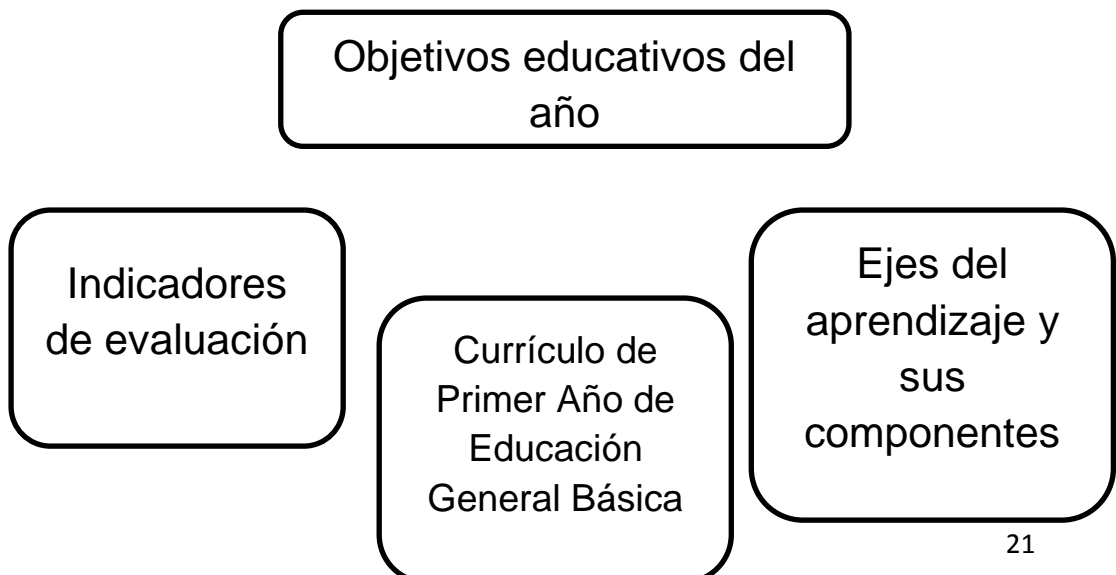 Objetivos educativos del
año
Indicadores
de evaluación
Currículo de
Primer Año de
Educación
General Básica
Ejes del
aprendizaje y
sus
componentes
21